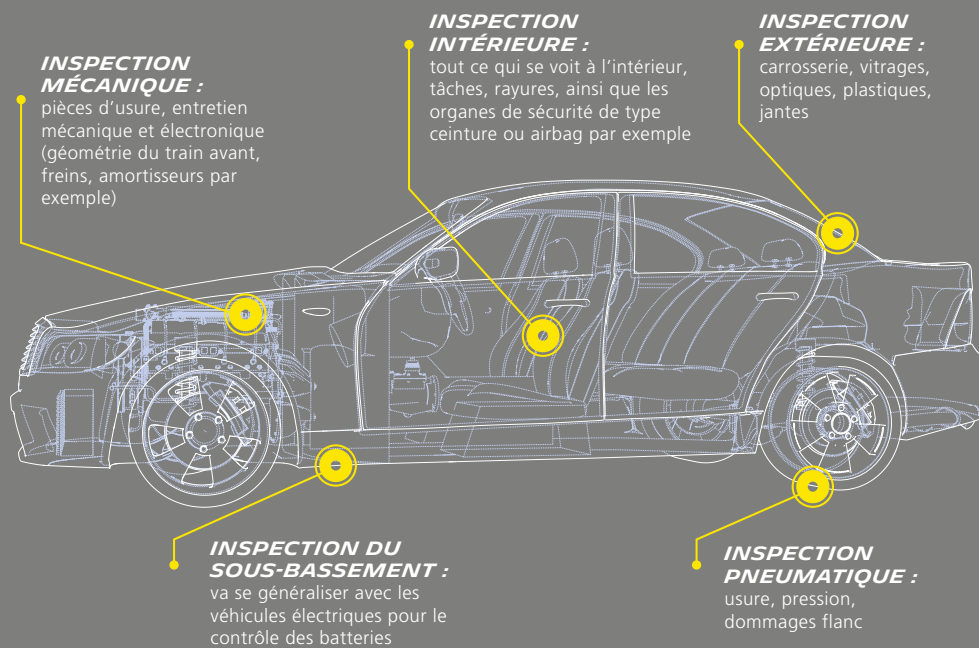 INSPECTION
MÉCANIQUE :
pièces d’usure, entretien
mécanique et électronique
(géométrie du train avant,
freins, amortisseurs par
exemple)
INSPECTION
INTÉRIEURE :
tout ce qui se voit à l’intérieur,
tâches, rayures, ainsi que les
organes de sécurité de type
ceinture ou airbag par exemple
INSPECTION
EXTÉRIEURE :
carrosserie, vitrages,
optiques, plastiques,
jantes
INSPECTION DU
SOUS-BASSEMENT :
va se généraliser avec les
véhicules électriques pour le
contrôle des batteries
INSPECTION
PNEUMATIQUE :
usure, pression,
dommages flanc